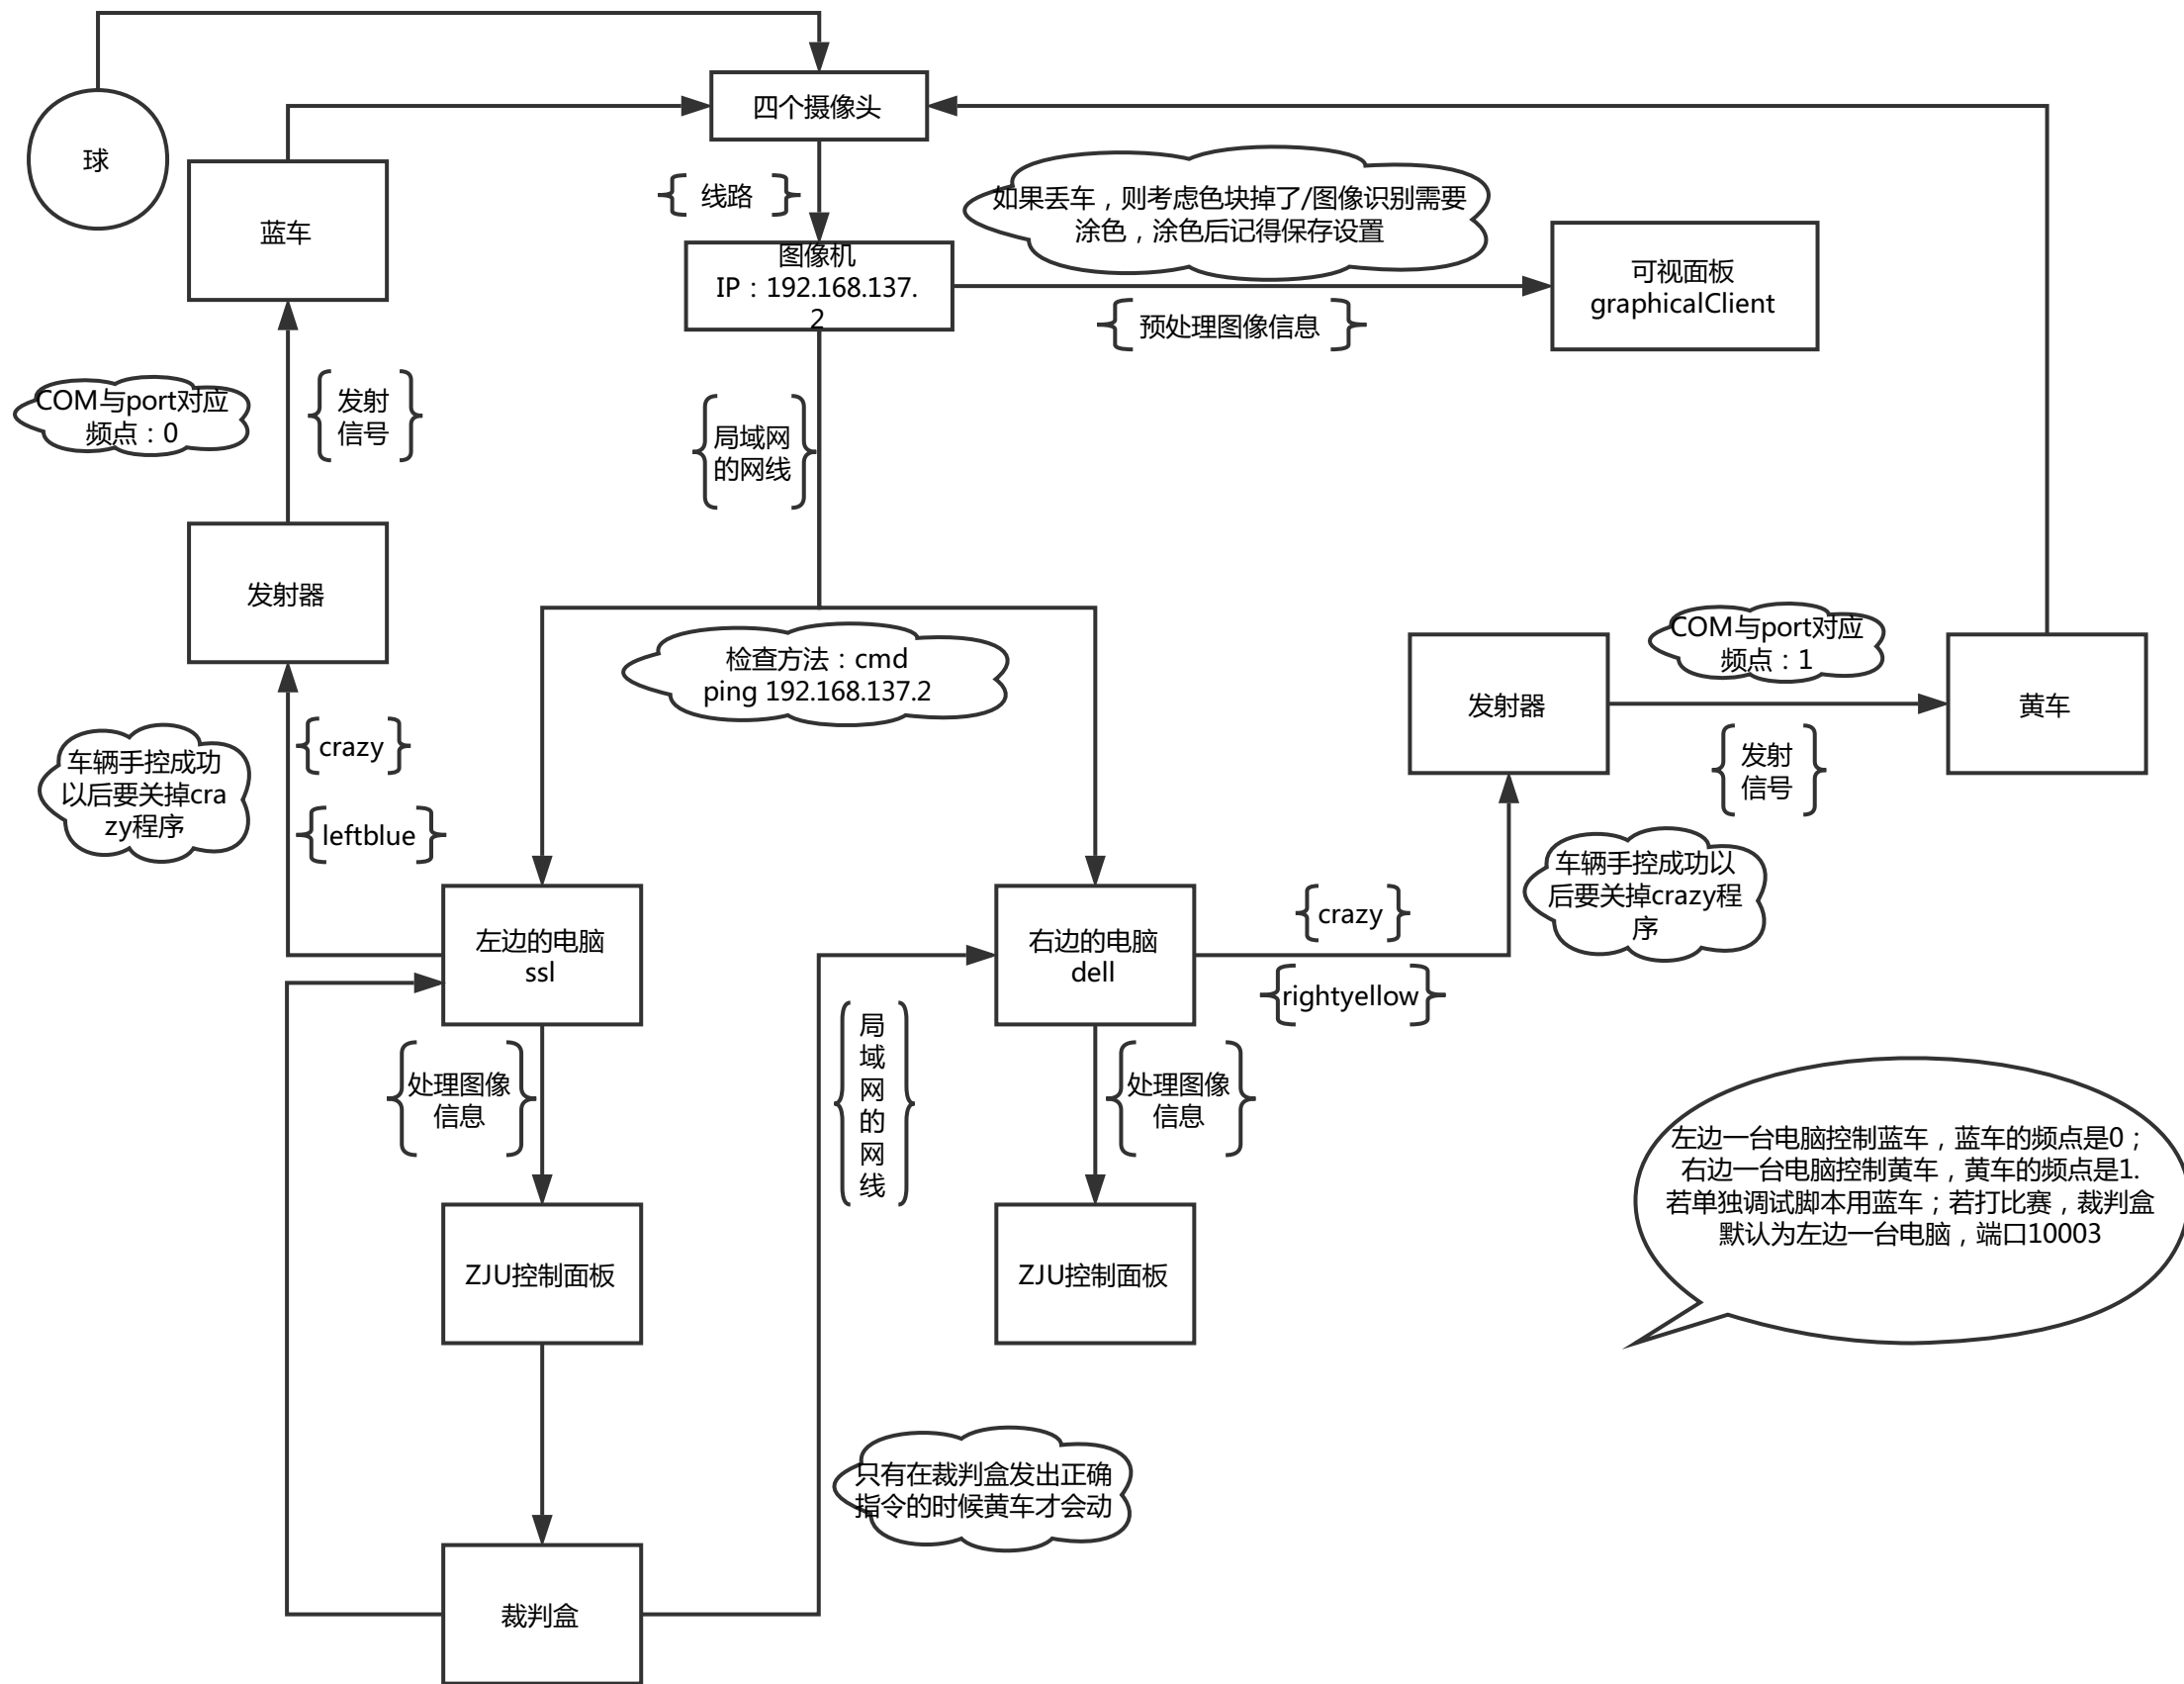 四个摄像头
球
线路
如果丢车，则考虑色块掉了/图像识别需要
涂色，涂色后记得保存设置
蓝车
图像机
IP：192.168.137.
2
可视面板
graphicalClient
预处理图像信息
COM与port对应
频点：0
发射
信号
局域网
的网线
发射器
检查方法：cmd
ping 192.168.137.2
COM与port对应
频点：1
发射器
黄车
发射
信号
crazy
车辆手控成功
以后要关掉cra
zy程序
leftblue
车辆手控成功以
后要关掉crazy程
序
crazy
左边的电脑
ssl
右边的电脑
dell
rightyellow
处理图像
信息
局
域
网
的
网
线
处理图像
信息
左边一台电脑控制蓝车，蓝车的频点是0；
右边一台电脑控制黄车，黄车的频点是1.
若单独调试脚本用蓝车；若打比赛，裁判盒
默认为左边一台电脑，端口10003
ZJU控制面板
ZJU控制面板
只有在裁判盒发出正确
指令的时候黄车才会动
裁判盒